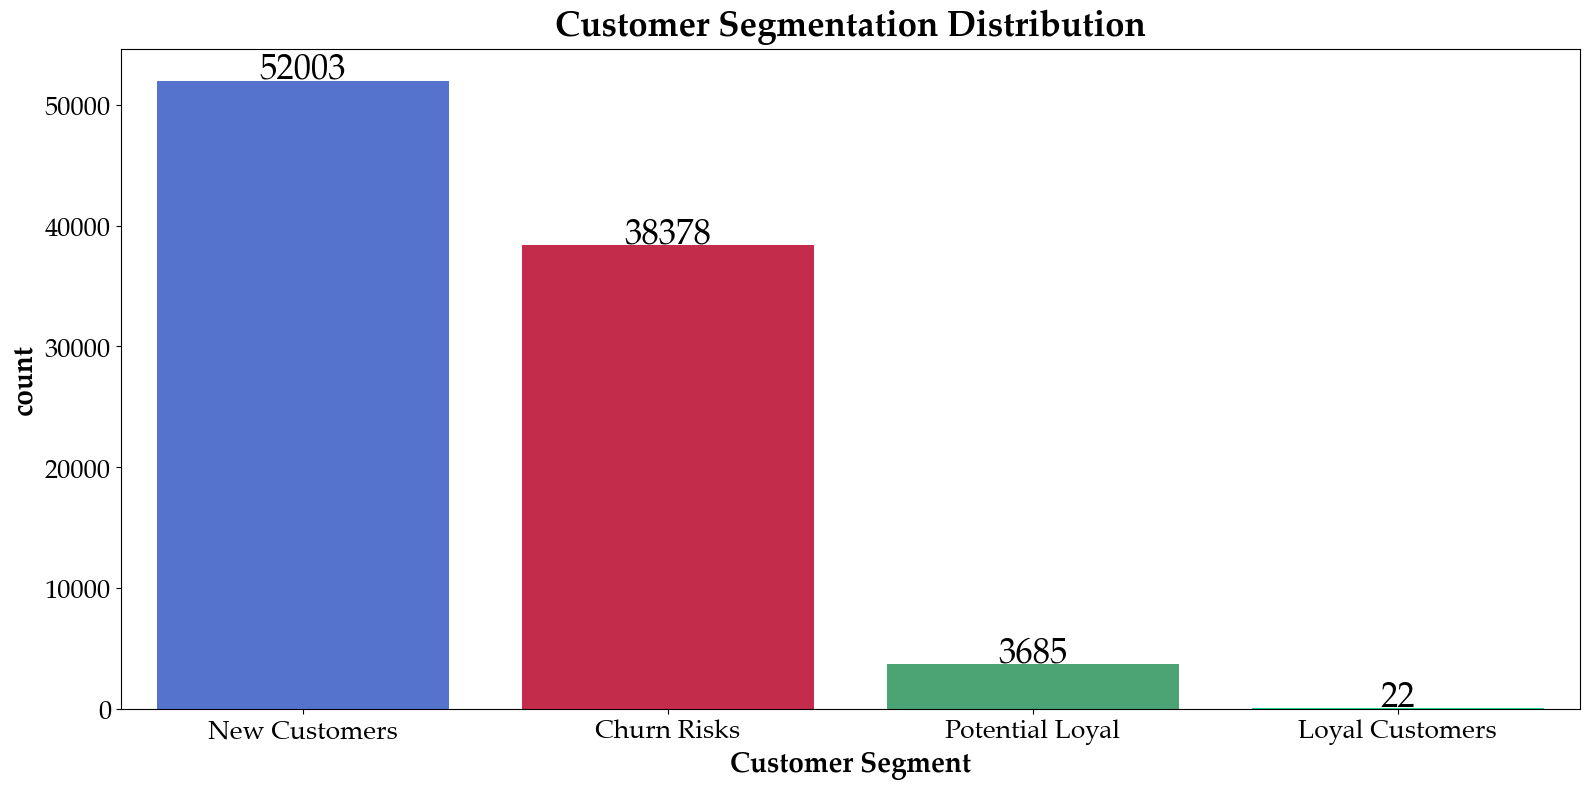 Customer Segmentation Distribution
52003
38378
3685
22
50000
40000
30000
20000
10000
0
count
New Customers
Churn Risks
Potential Loyal
Loyal Customers
Customer Segment